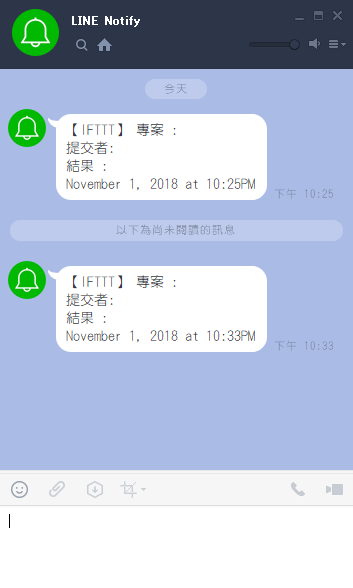 LINE Notify
今天
【IFTTT】 專案 :
提交者:
結果 :
November 1, 2018 at 10:25PM
下午 10:25
以下為尚未閱讀的訊息
【IFTTT】 專案 :
提交者:
結果 :
November 1, 2018 at 10:33PM
下午 10:33